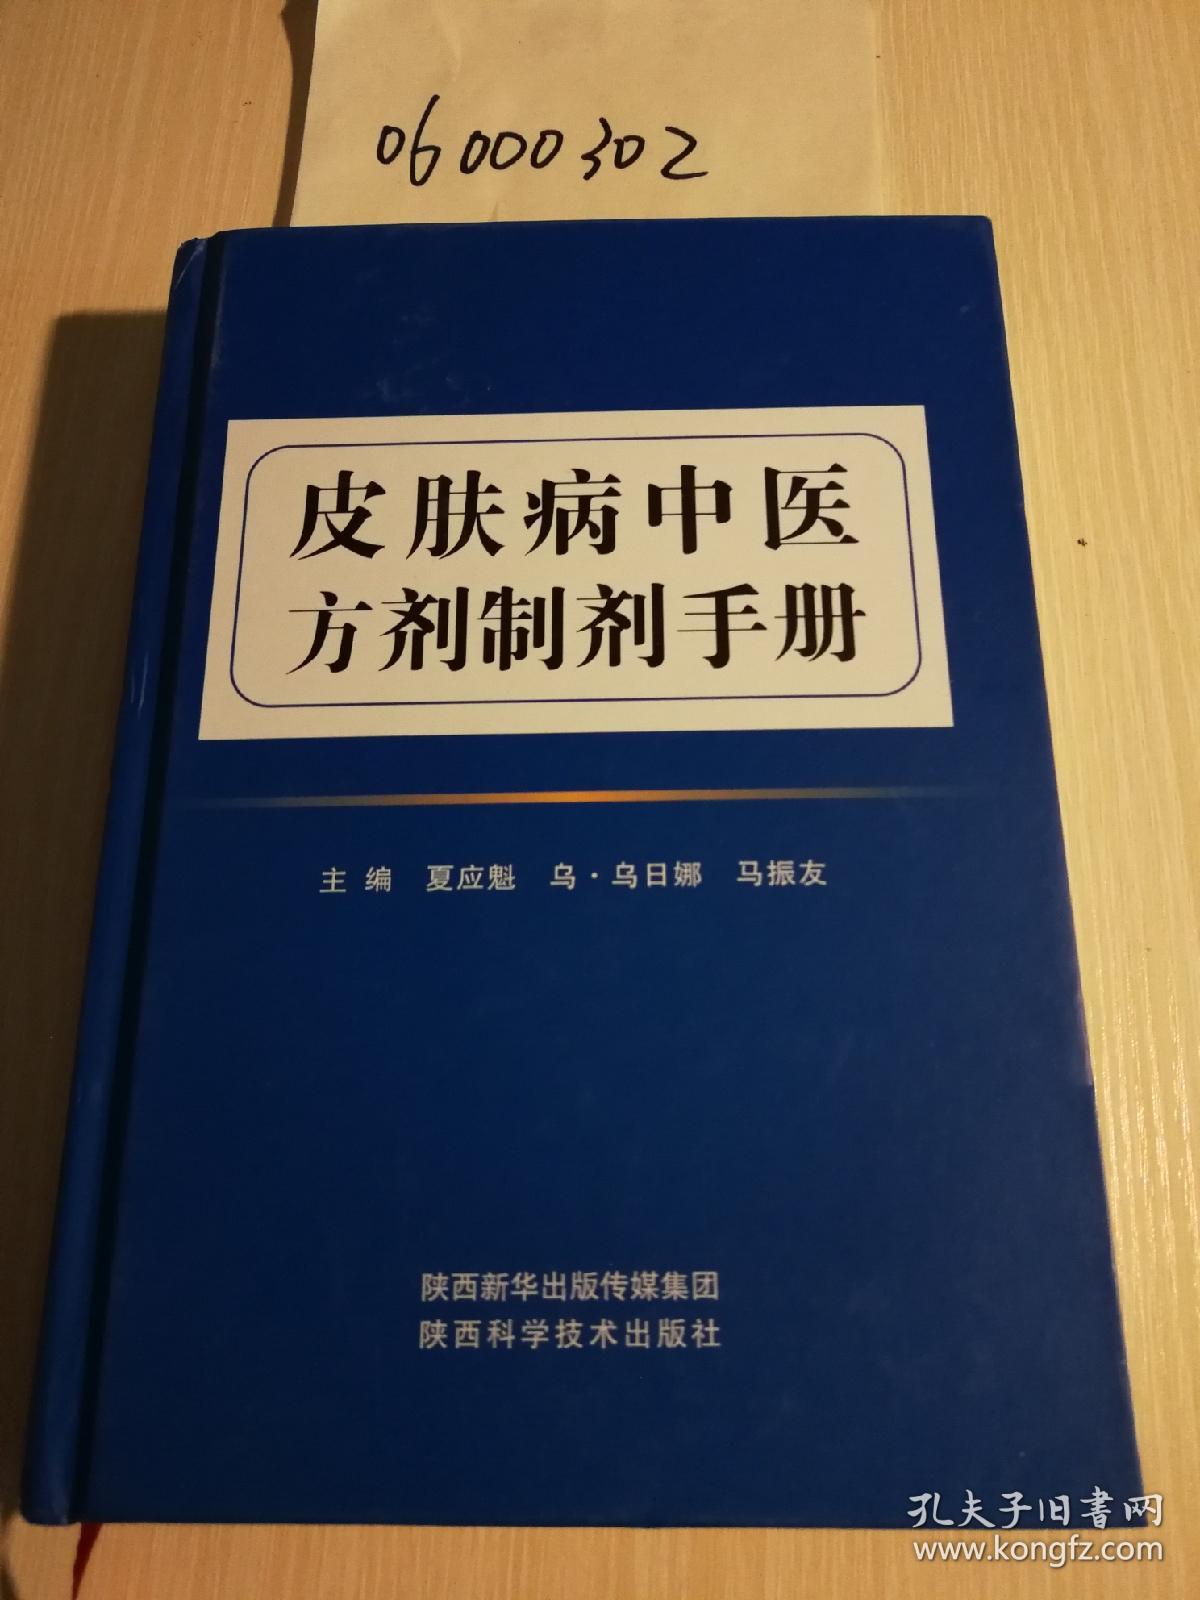 06000302
皮肤病中医
方剂制剂手册
主编 夏应魁 乌·乌日娜 马振友
陕西新华出版传媒集团
陕西科学技术出版社
孔夫子旧书网
www.kongfz.com